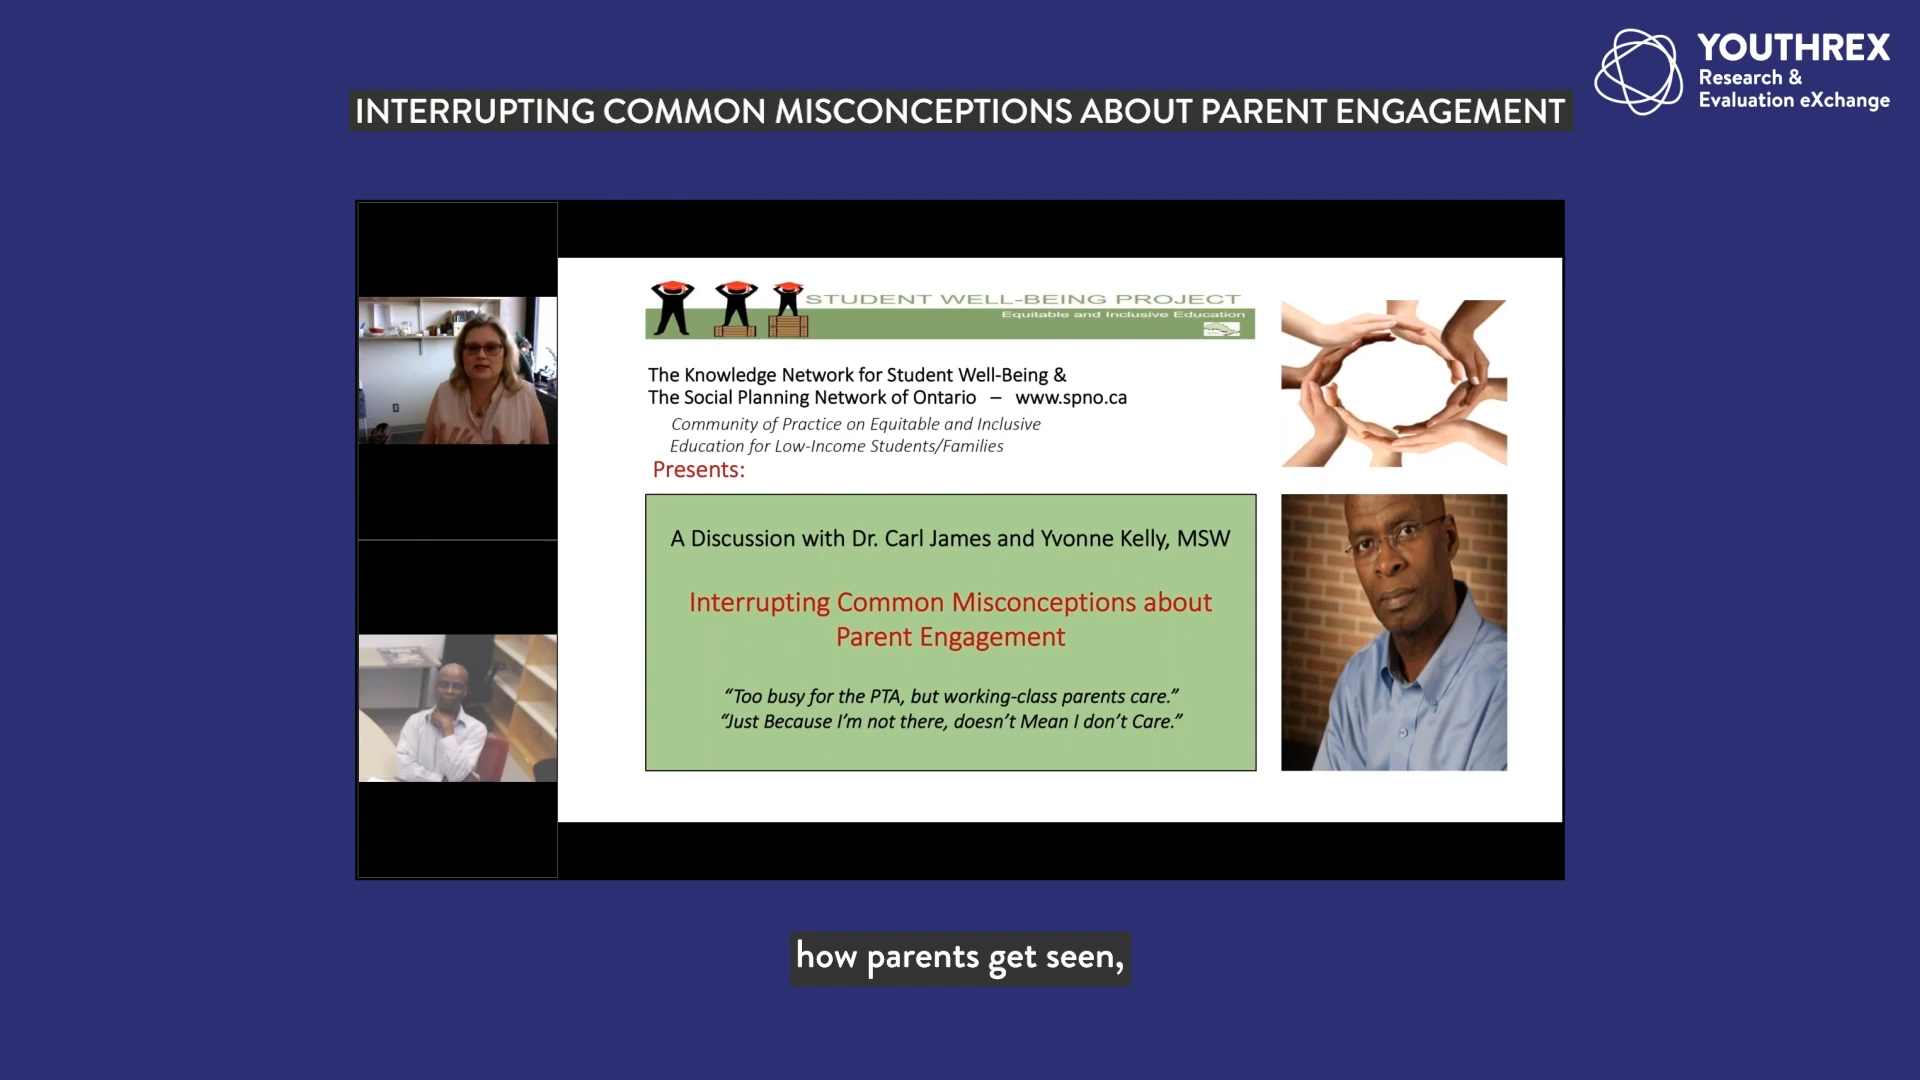 YOUTHREX
Research &
Evaluation eXchange
INTERRUPTING COMMON MISCONCEPTIONS ABOUT PARENT ENGAGEMENT
STUDENT WELL-BEING PROJECT
Equitable and Inclusive Education
The Knowledge Network for Student Well-Being &
The Social Planning Network of Ontario – www.spno.ca
Community of Practice on Equitable and Inclusive
Education for Low-Income Students/Families
Presents:
A Discussion with Dr. Carl James and Yvonne Kelly, MSW
Interrupting Common Misconceptions about
Parent Engagement
“Too busy for the PTA, but working-class parents care.”
“Just Because I’m not there, doesn’t Mean I don’t Care.”
how parents get seen,